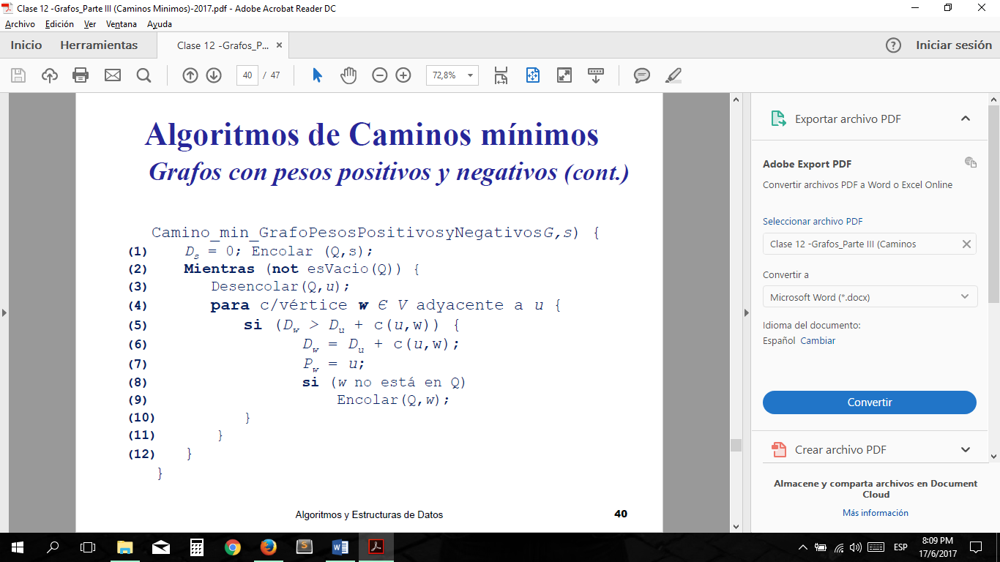 Clase 12 -Grafos_Parte III (Caminos Minimos)-2017.pdf - Adobe Acrobat Reader DC
Archivo Edición Ver Ventana Ayuda
Inicio Herramientas Clase 12 -Grafos_P... × ? Iniciar sesión
40 / 47 72,8%
Algoritmos de Caminos mínimos
Grafos con pesos positivos y negativos (cont.)
Camino_min_GrafoPesosPositivosyNegativosG,s) {
(1) Ds = 0; Encolar (Q,s);
(2) Mientras (not esVacio(Q)) {
(3) Desencolar(Q,u);
(4) para c/vértice w Є V adyacente a u {
(5) si (Dw > Du + c(u,w)) {
(6) Dw = Du + c(u,w);
(7) Pw = u;
(8) si (w no está en Q)
(9) Encolar(Q,w);
(10) }
(11) }
(12) }
}
Algoritmos y Estructuras de Datos 40
Exportar archivo PDF
Adobe Export PDF
Convertir archivos PDF a Word o Excel Online
Seleccionar archivo PDF
Clase 12 -Grafos_Parte III (Caminos
Convertir a
Microsoft Word (*.docx)
Idioma del documento:
Español Cambiar
Convertir
Crear archivo PDF
Almacene y comparta archivos en Document
Cloud
Más información
ESP
8:09 PM
17/6/2017